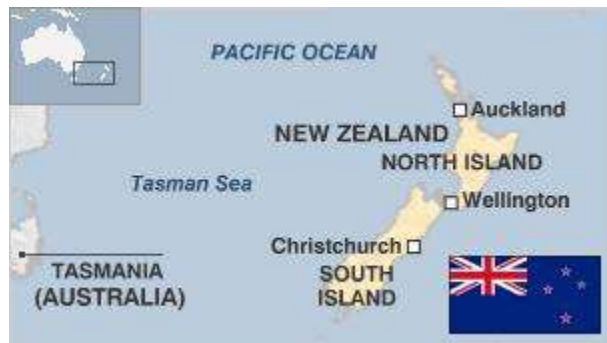 PACIFIC OCEAN
Auckland
NEW ZEALAND
NORTH ISLAND
Tasman Sea
Wellington
Christchurch
TASMANIA
(AUSTRALIA)
SOUTH
ISLAND